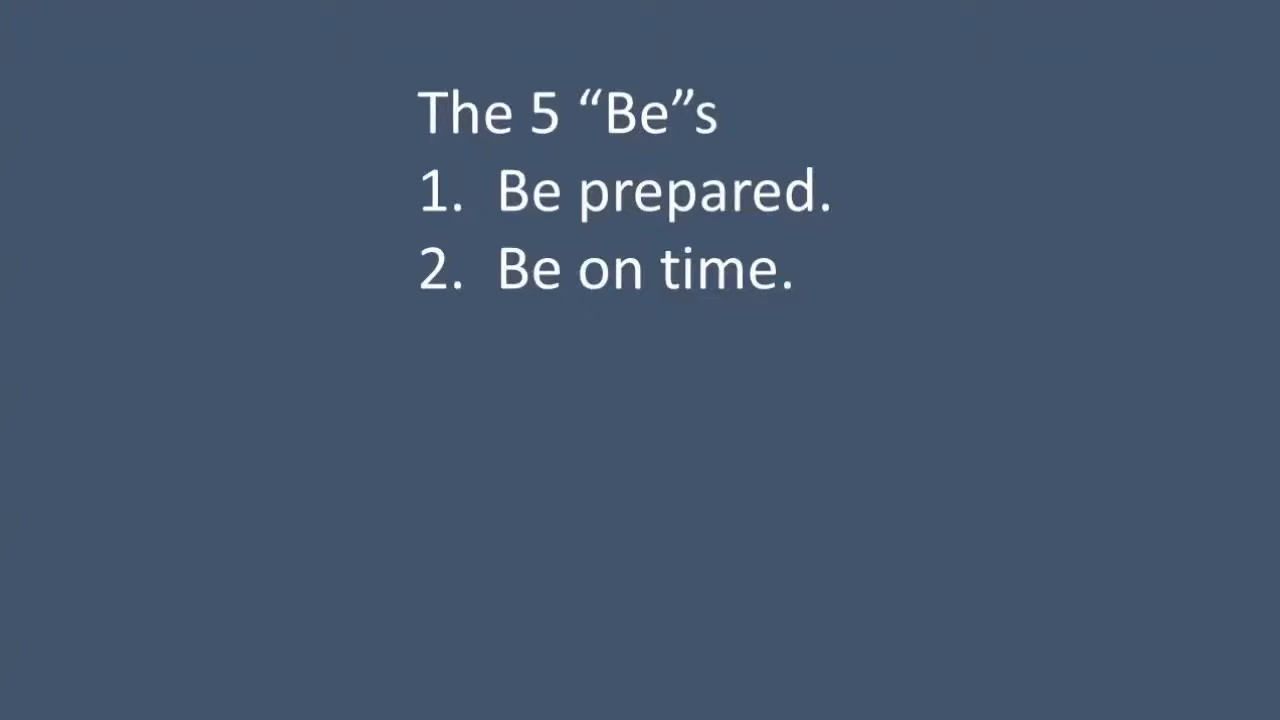 The 5 “Be”s
1. Be prepared.
2. Be on time.